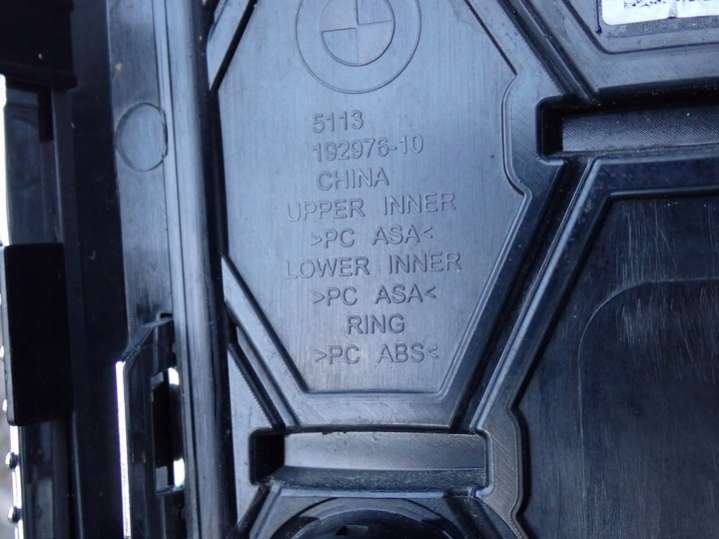 5113
192976-10
CHINA
UPPER INNER
>PC ASA<
LOWER INNER
>PC ASA<
RING
>PC ABS<